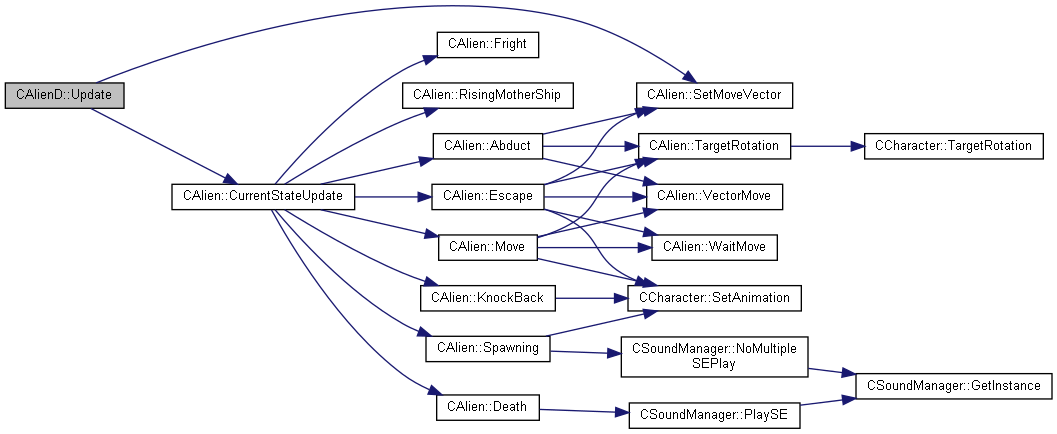 CAlienD::Update
CAlien::CurrentStateUpdate
CAlien::Fright
CAlien::RisingMotherShip
CAlien::Abduct
CAlien::Escape
CAlien::Move
CAlien::KnockBack
CAlien::Spawning
CAlien::Death
CAlien::SetMoveVector
CAlien::TargetRotation
CAlien::VectorMove
CAlien::WaitMove
CCharacter::SetAnimation
CSoundManager::NoMultiple
SEPlay
CSoundManager::PlaySE
CCharacter::TargetRotation
CSoundManager::GetInstance